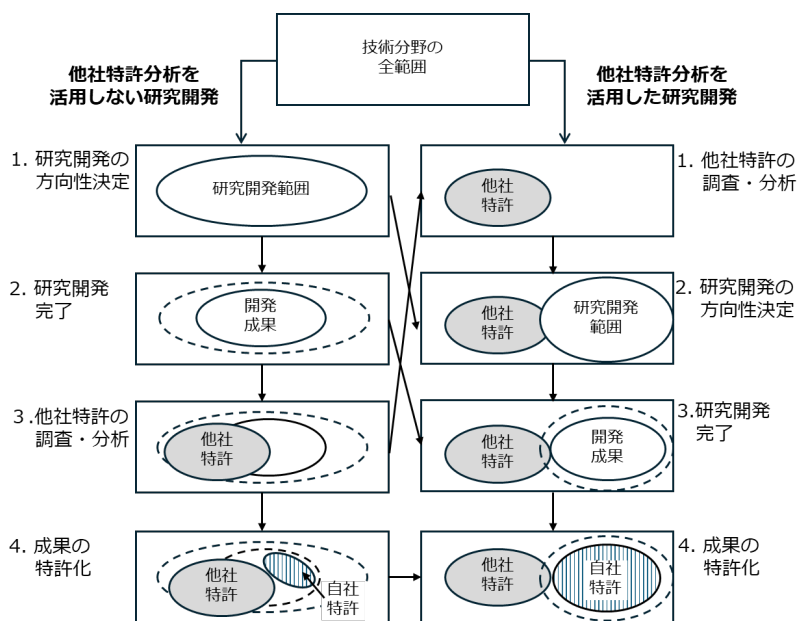 技術分野の
全範囲
他社特許分析を
活用しない研究開発
他社特許分析を
活用した研究開発
1. 研究開発の
方向性決定
研究開発範囲
他社
特許
1. 他社特許の
調査・分析
2. 研究開発
完了
開発
成果
他社
特許
研究開発
範囲
2. 研究開発の
方向性決定
3.他社特許の
調査・分析
他社
特許
他社
特許
開発
成果
3.研究開発
完了
4. 成果の
特許化
他社
特許
自社
特許
他社
特許
自社
特許
4. 成果の
特許化